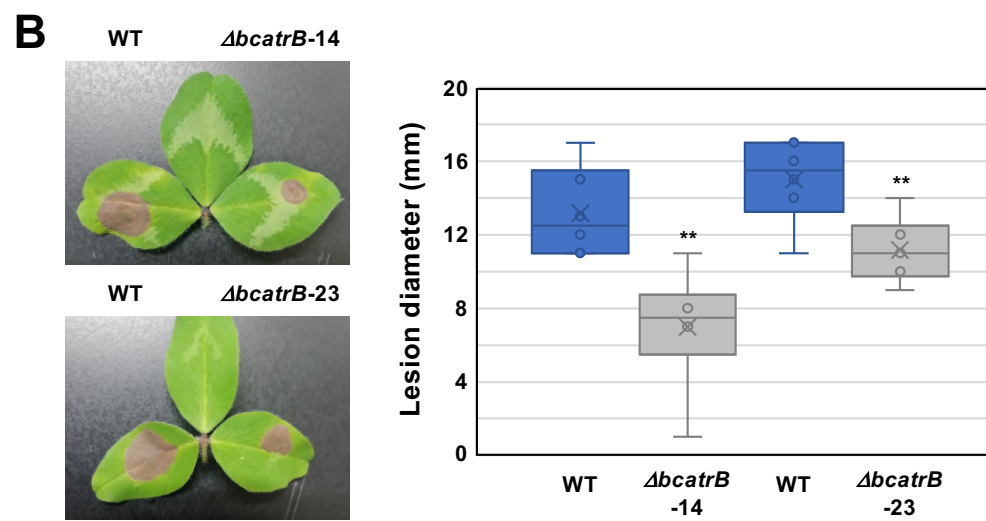 B
WT ΔbcatrB-14
WT ΔbcatrB-23
Lesion diameter (mm)
20
16
12
8
4
0
**
**
WT
ΔbcatrB
-14
WT
ΔbcatrB
-23